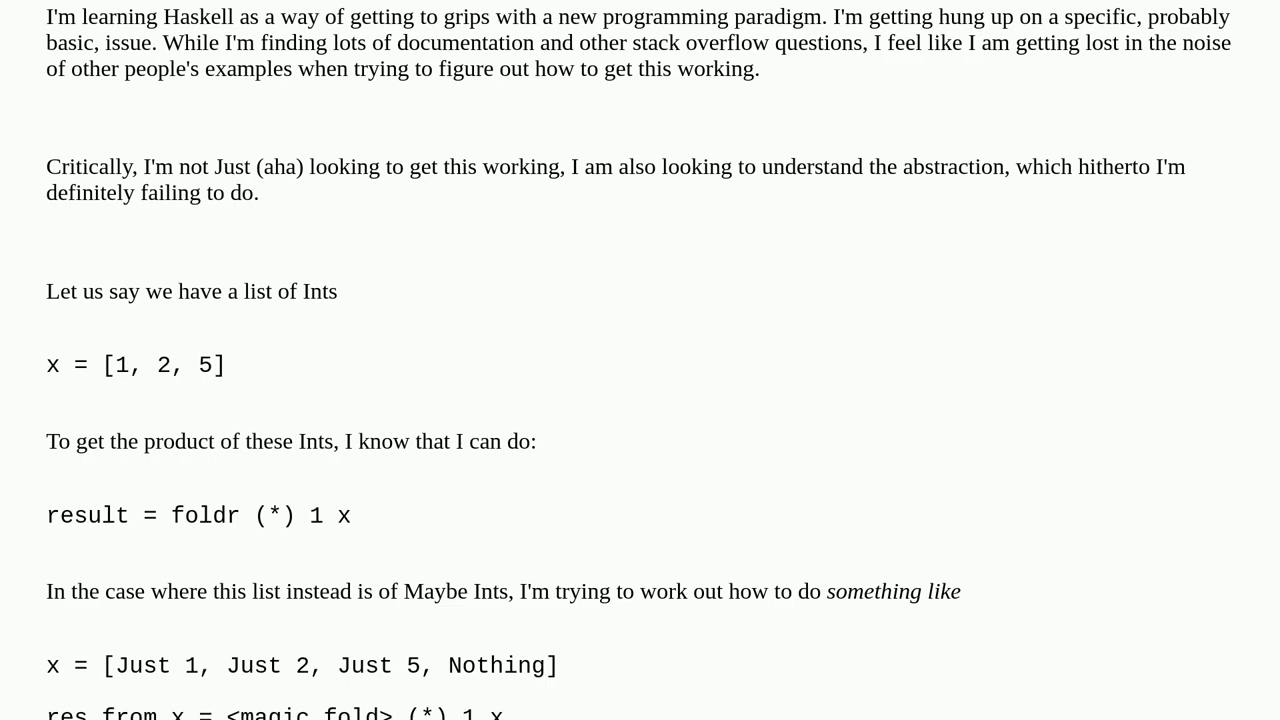 I'm learning Haskell as a way of getting to grips with a new programming paradigm. I'm getting hung up on a specific, probably
basic, issue. While I'm finding lots of documentation and other stack overflow questions, I feel like I am getting lost in the noise
of other people's examples when trying to figure out how to get this working.
Critically, I'm not Just (aha) looking to get this working, I am also looking to understand the abstraction, which hitherto I'm
definitely failing to do.
Let us say we have a list of Ints
x = [1, 2, 5]
To get the product of these Ints, I know that I can do:
result = foldr (*) 1 x
In the case where this list instead is of Maybe Ints, I'm trying to work out how to do something like
x = [Just 1, Just 2, Just 5, Nothing]
res_from_x = <magic fold> (*) 1 x